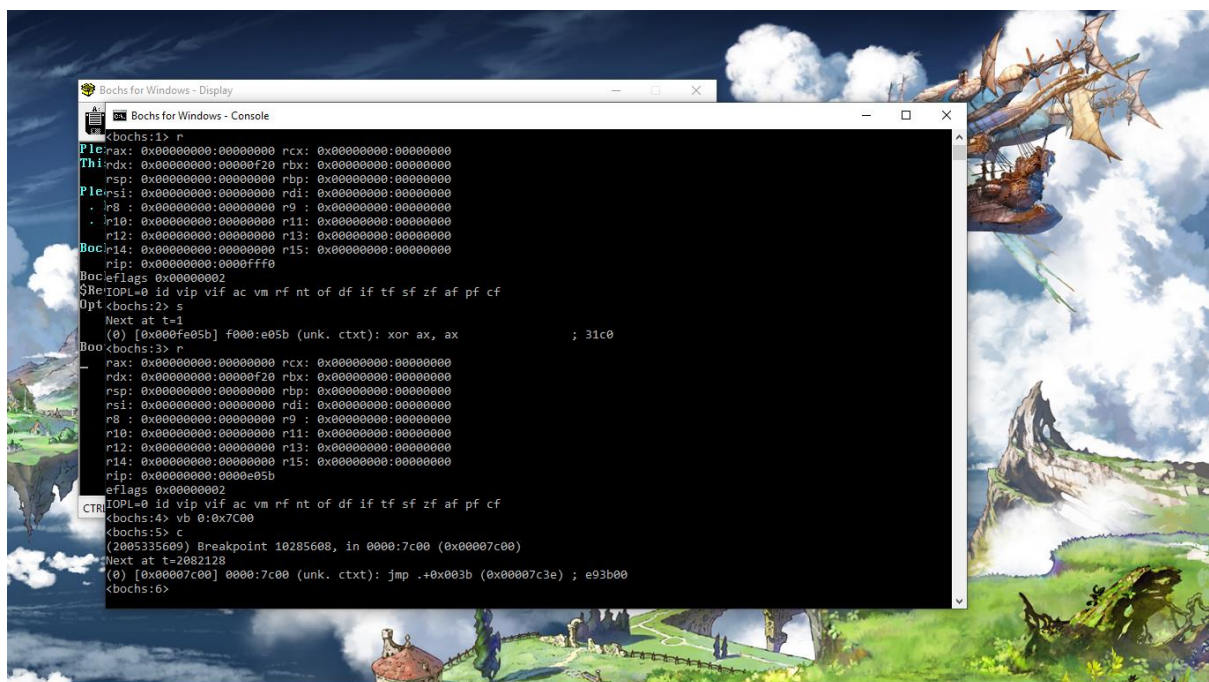 Bochs for Windows - Display
A:
Bochs for Windows - Console
<bochs:1> r
rax: 0x00000000:00000000 rcx: 0x00000000:00000000
rdx: 0x00000000:00000f20 rbx: 0x00000000:00000000
rsp: 0x00000000:00000000 rbp: 0x00000000:00000000
rsi: 0x00000000:00000000 rdi: 0x00000000:00000000
r8 : 0x00000000:00000000 r9 : 0x00000000:00000000
r10: 0x00000000:00000000 r11: 0x00000000:00000000
r12: 0x00000000:00000000 r13: 0x00000000:00000000
r14: 0x00000000:00000000 r15: 0x00000000:00000000
rip: 0x00000000:0000fff0
eflags 0x00000002
IOPL=0 id vip vif ac vm rf nt of df if tf sf zf af pf cf
<bochs:2> s
Next at t=1
(0) [0x000fe05b] f000:e05b (unk. ctxt): xor ax, ax ; 31c0
<bochs:3> r
rax: 0x00000000:00000000 rcx: 0x00000000:00000000
rdx: 0x00000000:00000f20 rbx: 0x00000000:00000000
rsp: 0x00000000:00000000 rbp: 0x00000000:00000000
rsi: 0x00000000:00000000 rdi: 0x00000000:00000000
r8 : 0x00000000:00000000 r9 : 0x00000000:00000000
r10: 0x00000000:00000000 r11: 0x00000000:00000000
r12: 0x00000000:00000000 r13: 0x00000000:00000000
r14: 0x00000000:00000000 r15: 0x00000000:00000000
rip: 0x00000000:0000e05b
eflags 0x00000002
IOPL=0 id vip vif ac vm rf nt of df if tf sf zf af pf cf
<bochs:4> vb 0:0x7C00
<bochs:5> c
(2005335609) Breakpoint 10285608, in 0000:7c00 (0x00007c00)
Next at t=2082128
(0) [0x00007c00] 0000:7c00 (unk. ctxt): jmp .+0x003b (0x00007c3e) ; e93b00
<bochs:6>